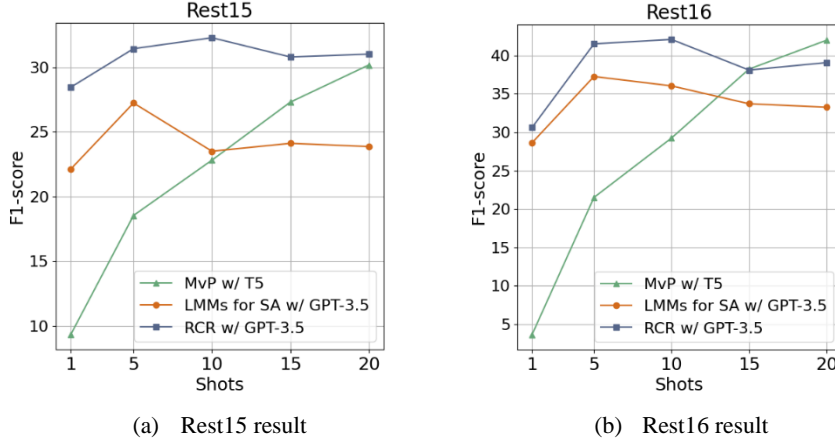 Rest15
F1-score
30
25
20
15
10
MvP w/ T5
LMMs for SA w/ GPT-3.5
RCR w/ GPT-3.5
1 5 10 15 20
Shots
(a) Rest15 result
Rest16
F1-score
40
35
30
25
20
15
10
5
MvP w/ T5
LMMs for SA w/ GPT-3.5
RCR w/ GPT-3.5
1 5 10 15 20
Shots
(b) Rest16 result